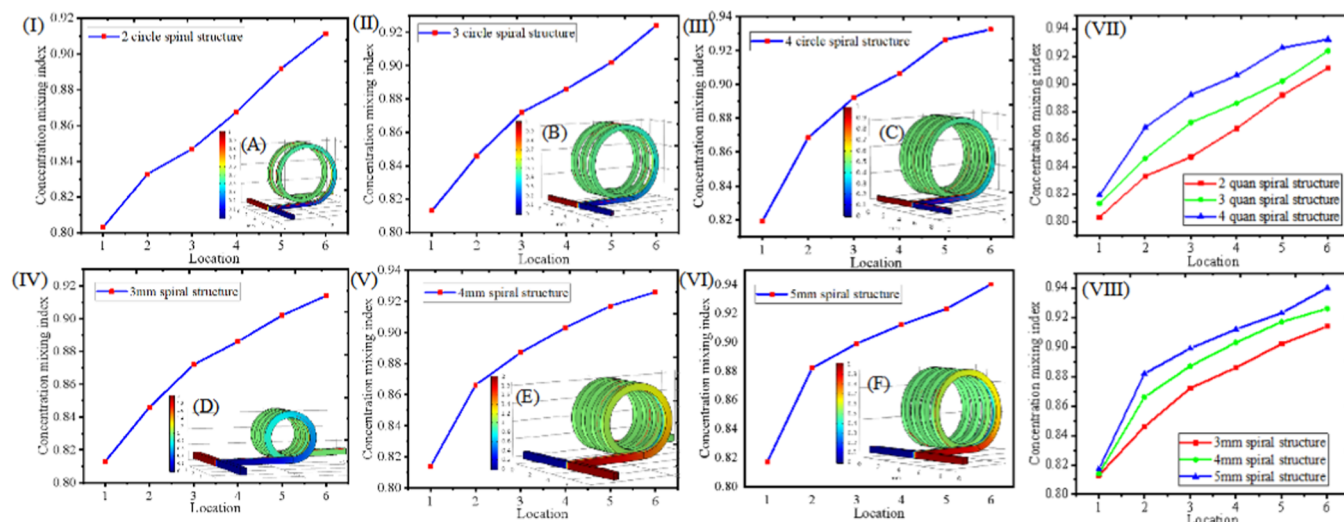 (I)
2 circle spiral structure
0.92
0.90
0.88
0.86
0.84
0.82
0.80
Concentration mixing index
(A)
1 2 3 4 5 6
Location
(II)
3 circle spiral structure
0.92
0.90
0.88
0.86
0.84
0.82
0.80
Concentration mixing index
(B)
1 2 3 4 5 6
Location
(III)
4 circle spiral structure
0.94
0.92
0.90
0.88
0.86
0.84
0.82
Concentration mixing index
(C)
1 2 3 4 5 6
Location
(VII)
0.94
0.92
0.90
0.88
0.86
0.84
0.82
0.80
Concentration mixing index
2 quan spiral structure
3 quan spiral structure
4 quan spiral structure
1 2 3 4 5 6
Location
(IV)
3mm spiral structure
0.92
0.90
0.88
0.86
0.84
0.82
0.80
Concentration mixing index
(D)
1 2 3 4 5 6
Location
(V)
4mm spiral structure
0.94
0.92
0.90
0.88
0.86
0.84
0.82
0.80
Concentration mixing index
(E)
1 2 3 4 5 6
Location
(VI)
5mm spiral structure
0.94
0.92
0.90
0.88
0.86
0.84
0.82
0.80
Concentration mixing index
(F)
1 2 3 4 5 6
Location
(VIII)
0.94
0.92
0.90
0.88
0.86
0.84
0.82
0.80
Concentration mixing index
3mm spiral structure
4mm spiral structure
5mm spiral structure
1 2 3 4 5 6
Location